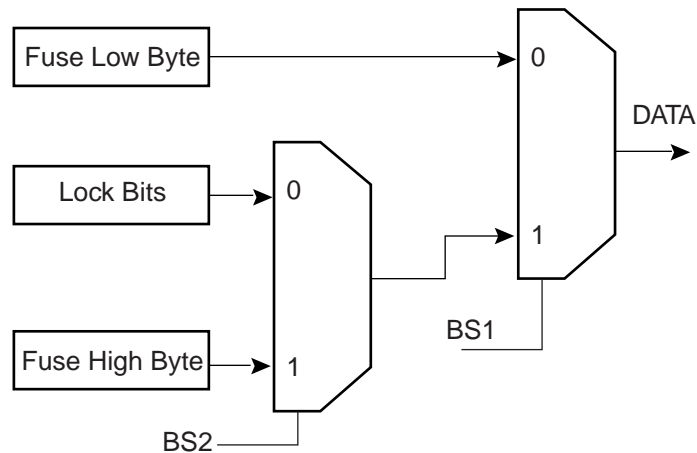 Fuse Low Byte
0
DATA
Lock Bits
0
1
BS1
Fuse High Byte
1
BS2